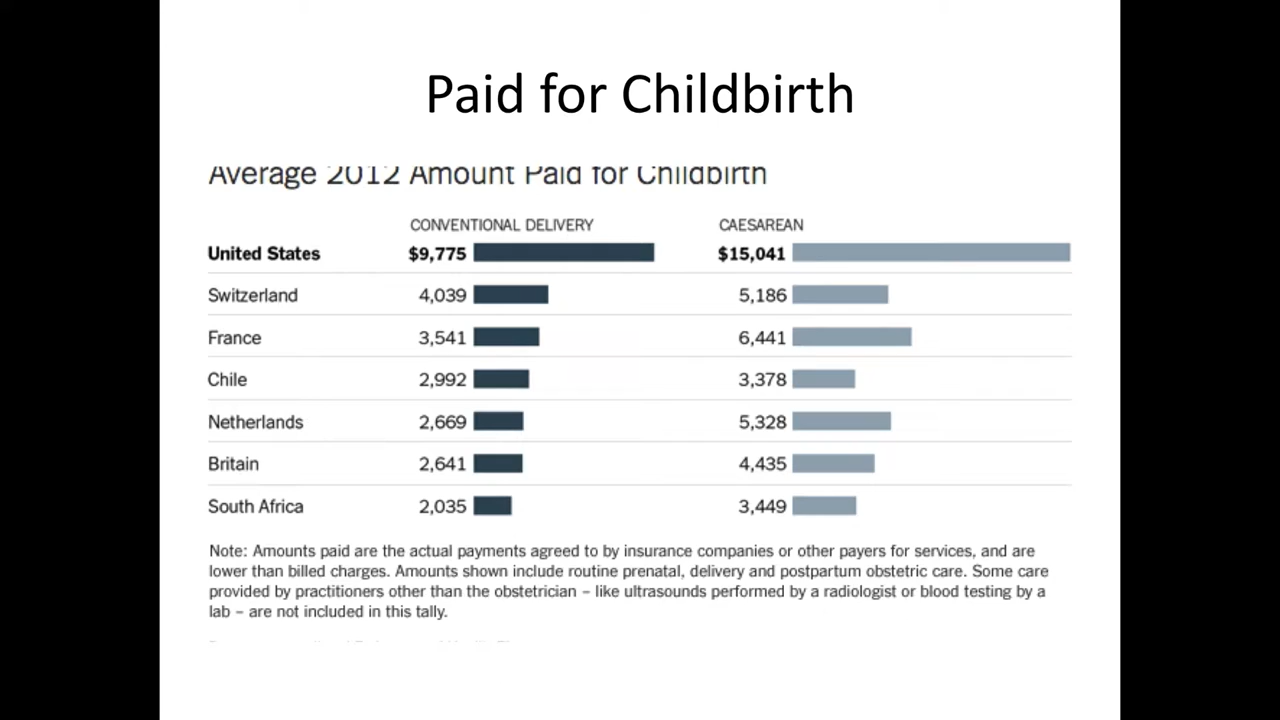 Paid for Childbirth
Average 2012 Amount Paid for Childbirth
CONVENTIONAL DELIVERY CAESAREAN
United States $9,775 $15,041
Switzerland 4,039 5,186
France 3,541 6,441
Chile 2,992 3,378
Netherlands 2,669 5,328
Britain 2,641 4,435
South Africa 2,035 3,449
Note: Amounts paid are the actual payments agreed to by insurance companies or other payers for services, and are
lower than billed charges. Amounts shown include routine prenatal, delivery and postpartum obstetric care. Some care
provided by practitioners other than the obstetrician – like ultrasounds performed by a radiologist or blood testing by a
lab – are not included in this tally.